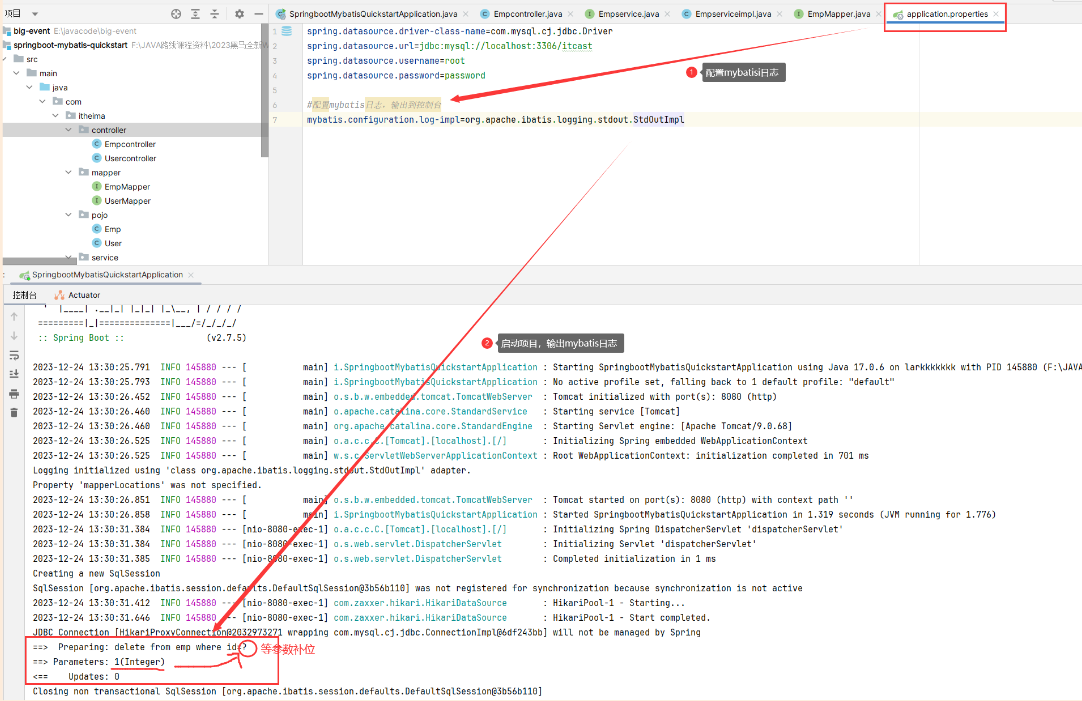 项目
SpringbootMybatisQuickstartApplication.java
Empcontroller.java
Empservice.java
Empserviceimpl.java
EmpMapper.java
application.properties
big-event E:\javacode\big-event
springboot-mybatis-quickstart
src
main
java
com
itheima
controller
Empcontroller
Usercontroller
mapper
EmpMapper
UserMapper
pojo
Emp
User
service
1 spring.datasource.driver-class-name=com.mysql.cj.jdbc.Driver
2 spring.datasource.url=jdbc:mysql://localhost:3306/itcast
3 spring.datasource.username=root
4 spring.datasource.password=password
5
6 #配置mybatis日志,输出到控制台
7 mybatis.configuration.log-impl=org.apache.ibatis.logging.stdout.StdOutImpl
1 配置mybatisi日志
SpringbootMybatisQuickstartApplication
控制台 Actuator
=========|_|==============|___/=/_/_/_/
:: Spring Boot :: (v2.7.5)
2 启动项目，输出mybatis日志
2023-12-24 13:30:25.791 INFO 145880 --- [ main] i.SpringbootMybatisQuickstartApplication : Starting SpringbootMybatisQuickstartApplication using Java 17.0.6 on larkkkkkkk with PID 145880 (F:\JAVA
2023-12-24 13:30:25.793 INFO 145880 --- [ main] i.SpringbootMybatisQuickstartApplication : No active profile set, falling back to 1 default profile: "default"
2023-12-24 13:30:26.452 INFO 145880 --- [ main] o.s.b.w.embedded.tomcat.TomcatWebServer : Tomcat initialized with port(s): 8080 (http)
2023-12-24 13:30:26.460 INFO 145880 --- [ main] o.apache.catalina.core.StandardService : Starting service [Tomcat]
2023-12-24 13:30:26.460 INFO 145880 --- [ main] org.apache.catalina.core.StandardEngine : Starting Servlet engine: [Apache Tomcat/9.0.68]
2023-12-24 13:30:26.525 INFO 145880 --- [ main] o.a.c.c.C.[Tomcat].[localhost].[/] : Initializing Spring embedded WebApplicationContext
2023-12-24 13:30:26.525 INFO 145880 --- [ main] w.s.c.ServletWebServerApplicationContext : Root WebApplicationContext: initialization completed in 701 ms
Logging initialized using 'class org.apache.ibatis.logging.stdout.StdOutImpl' adapter.
Property 'mapperLocations' was not specified.
2023-12-24 13:30:26.851 INFO 145880 --- [ main] o.s.b.w.embedded.tomcat.TomcatWebServer : Tomcat started on port(s): 8080 (http) with context path ''
2023-12-24 13:30:26.858 INFO 145880 --- [ main] i.SpringbootMybatisQuickstartApplication : Started SpringbootMybatisQuickstartApplication in 1.319 seconds (JVM running for 1.776)
2023-12-24 13:30:31.384 INFO 145880 --- [nio-8080-exec-1] o.a.c.c.C.[Tomcat].[localhost].[/] : Initializing Spring DispatcherServlet 'dispatcherServlet'
2023-12-24 13:30:31.384 INFO 145880 --- [nio-8080-exec-1] o.s.web.servlet.DispatcherServlet : Initializing Servlet 'dispatcherServlet'
2023-12-24 13:30:31.385 INFO 145880 --- [nio-8080-exec-1] o.s.web.servlet.DispatcherServlet : Completed initialization in 1 ms
Creating a new SqlSession
SqlSession [org.apache.ibatis.session.defaults.DefaultSqlSession@3b56b110] was not registered for synchronization because synchronization is not active
2023-12-24 13:30:31.412 INFO 145880 --- [nio-8080-exec-1] com.zaxxer.hikari.HikariDataSource : HikariPool-1 - Starting...
2023-12-24 13:30:31.646 INFO 145880 --- [nio-8080-exec-1] com.zaxxer.hikari.HikariDataSource : HikariPool-1 - Start completed.
JDBC Connection [HikariProxyConnection@2032973271 wrapping com.mysql.cj.jdbc.ConnectionImpl@6df243bb] will not be managed by Spring
==> Preparing: delete from emp where id=? 等参数补位
==> Parameters: 1(Integer)
<== Updates: 0
Closing non transactional SqlSession [org.apache.ibatis.session.defaults.DefaultSqlSession@3b56b110]